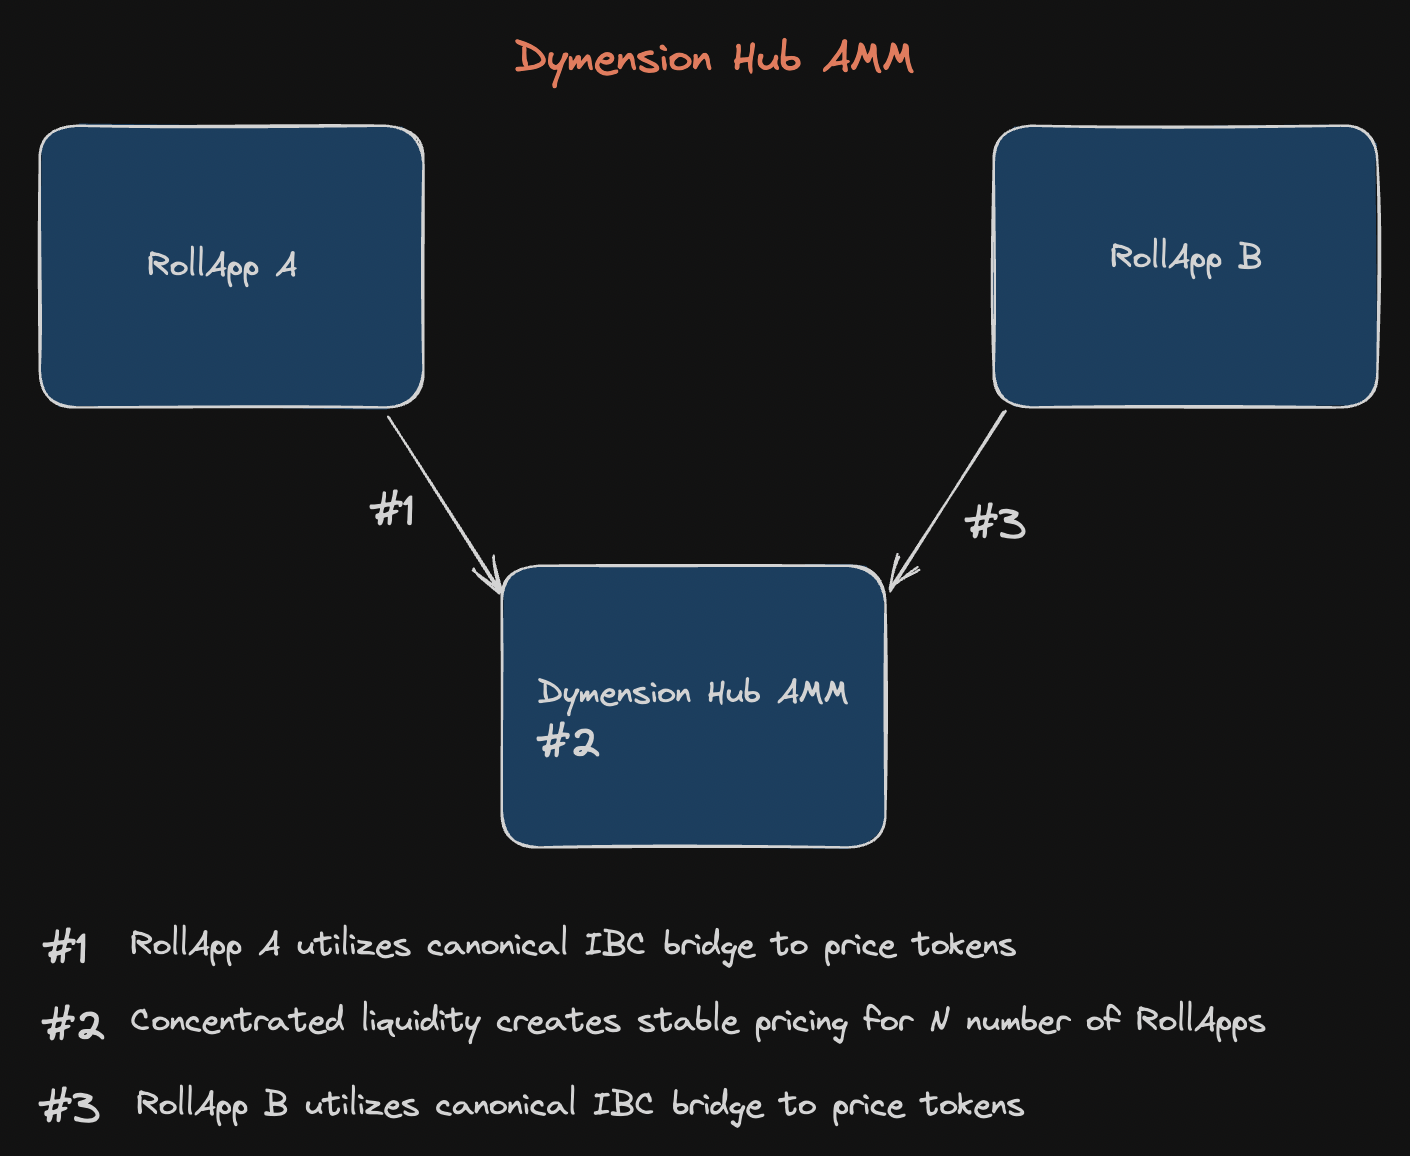 Dymension Hub AMM
RollApp A
RollApp B
#1
#3
Dymension Hub AMM
#2
#1 RollApp A utilizes canonical IBC bridge to price tokens
#2 Concentrated liquidity creates stable pricing for N number of RollApps
#3 RollApp B utilizes canonical IBC bridge to price tokens